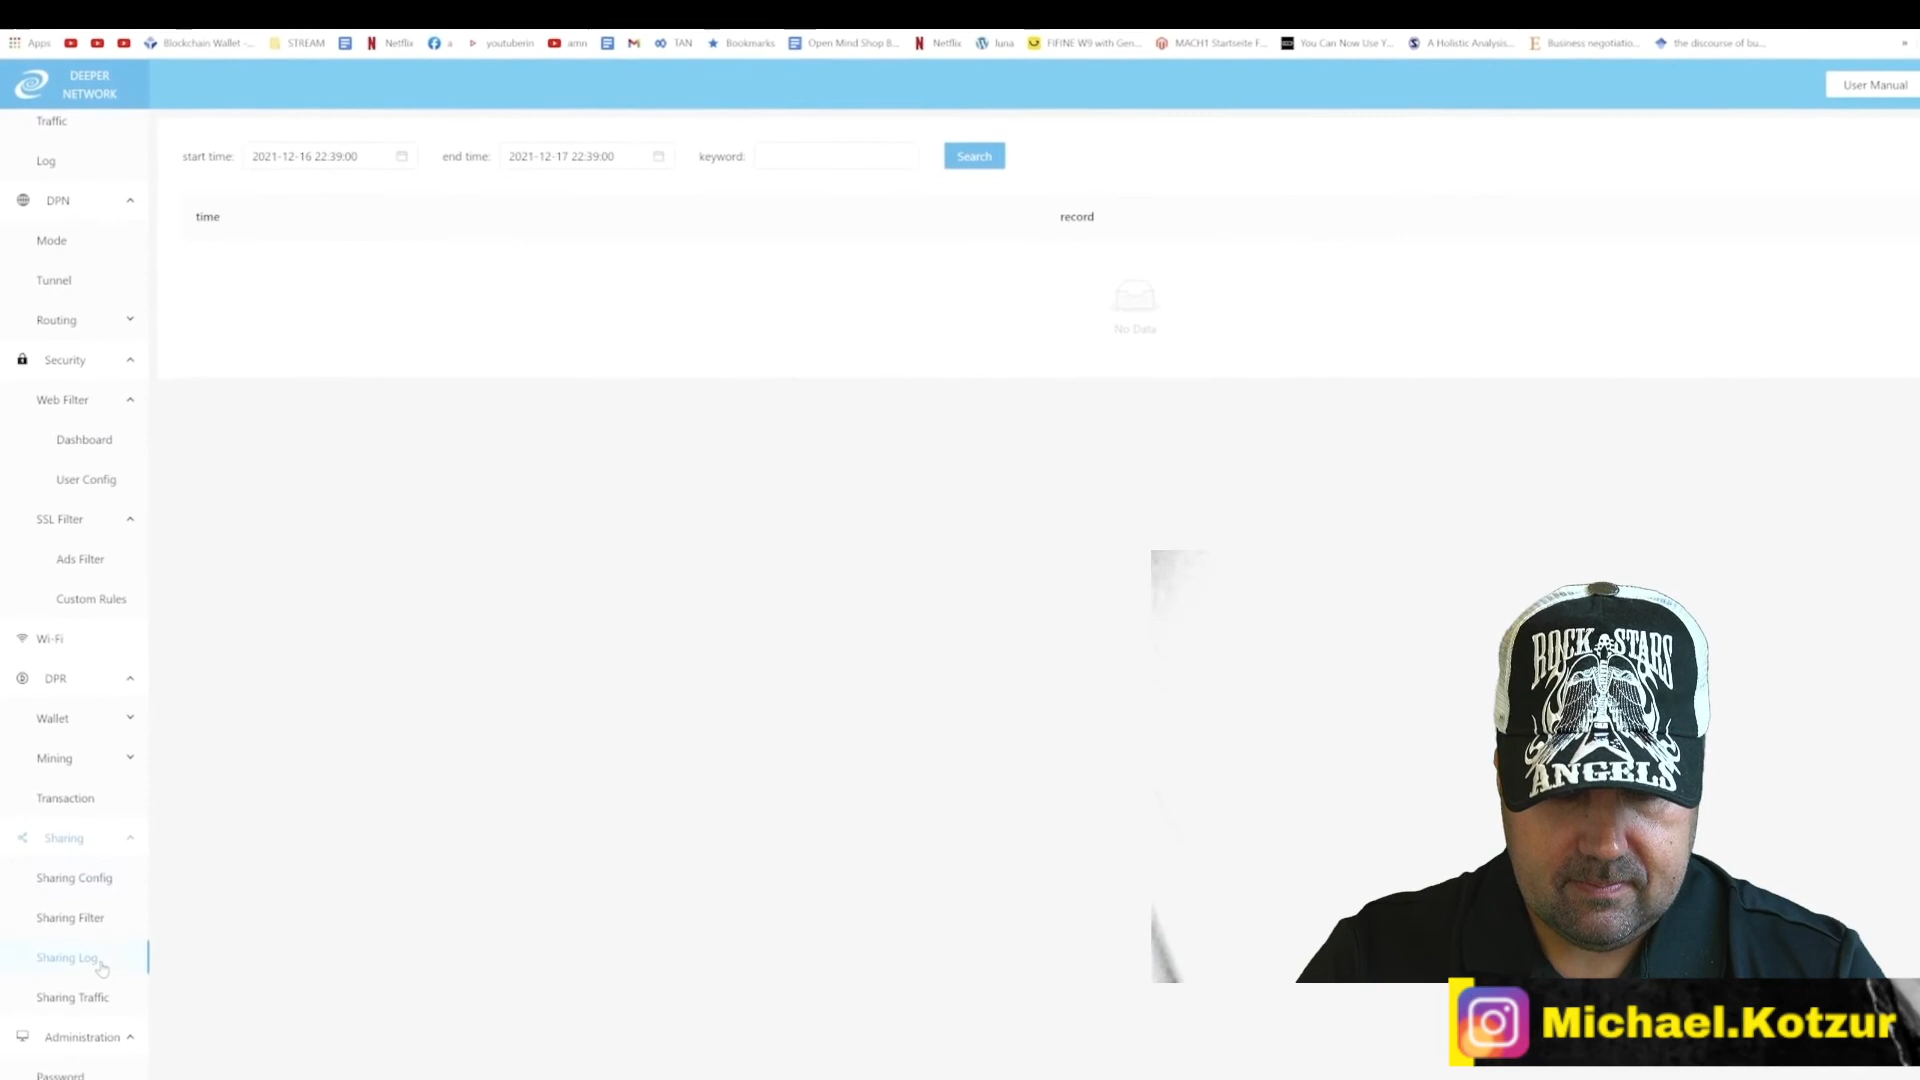 Apps
Blockchain Wallet -...
STREAM
Netflix
a
youtuberin
amn
TAN
Bookmarks
Open Mind Shop B...
Netflix
luna
FIFINE W9 with Gen...
MACH1 Startseite F...
You Can Now Use Y...
A Holistic Analysis...
Business negotiatio...
the discourse of bu...
»
DEEPER
NETWORK
User Manual
Traffic
Log
DPN
Mode
Tunnel
Routing
Security
Web Filter
Dashboard
User Config
SSL Filter
Ads Filter
Custom Rules
Wi-Fi
DPR
Wallet
Mining
Transaction
Sharing
Sharing Config
Sharing Filter
Sharing Log
Sharing Traffic
Administration
Password
start time: 2021-12-16 22:39:00 end time: 2021-12-17 22:39:00 keyword: Search
time record
No Data
ROCK STARS
ANGELS
Michael.Kotzur